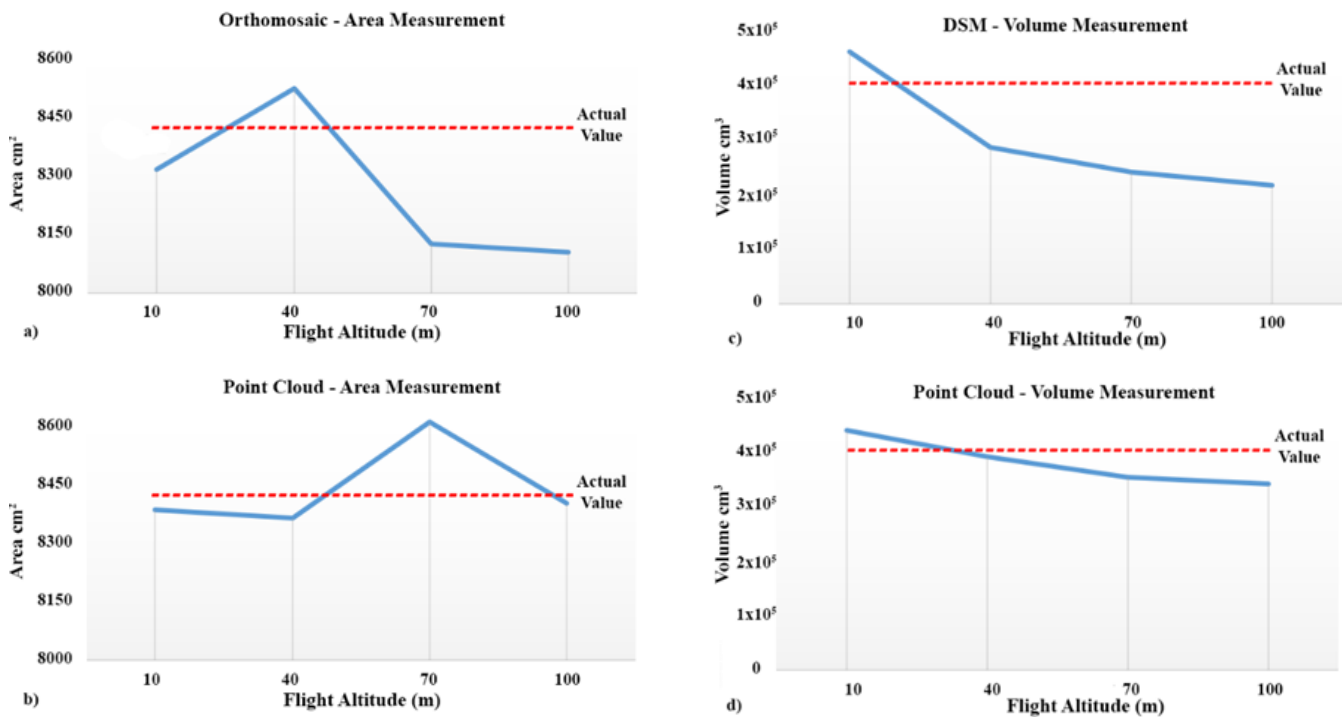 Orthomosaic - Area Measurement
8600
8450
8300
8150
8000
Area cm²
Actual
Value
10 40 70 100
Flight Altitude (m)
a)
Point Cloud - Area Measurement
8600
8450
8300
8150
8000
Area cm²
Actual
Value
10 40 70 100
Flight Altitude (m)
b)
DSM - Volume Measurement
5x10⁵
4x10⁵
3x10⁵
2x10⁵
1x10⁵
0
Volume cm³
Actual
Value
10 40 70 100
Flight Altitude (m)
c)
Point Cloud - Volume Measurement
5x10⁵
4x10⁵
3x10⁵
2x10⁵
1x10⁵
0
Volume cm³
Actual
Value
10 40 70 100
Flight Altitude (m)
d)